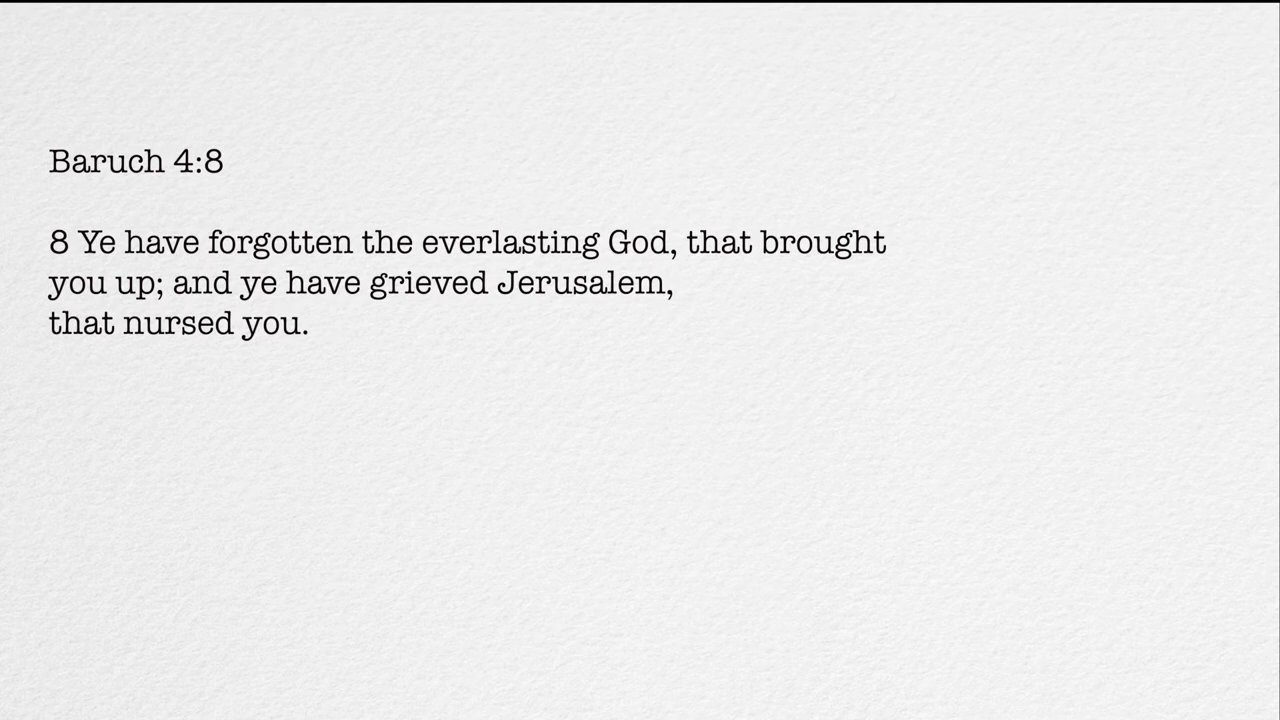 Baruch 4:8
8 Ye have forgotten the everlasting God, that brought
you up; and ye have grieved Jerusalem,
that nursed you.